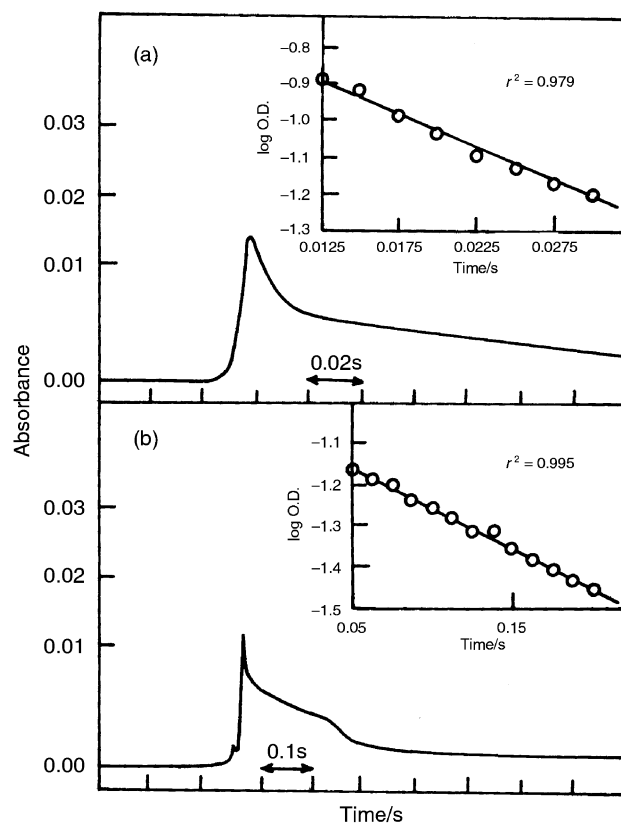 (a)
−0.8
−0.9
−1.0
−1.1
−1.2
−1.3
log O.D.
r² = 0.979
0.0125 0.0175 0.0225 0.0275
Time/s
0.03
0.02
0.01
0.00
0.02s
Absorbance
(b)
−1.1
−1.2
−1.3
−1.4
−1.5
log O.D.
r² = 0.995
0.05 0.15
Time/s
0.03
0.02
0.01
0.00
0.1s
Time/s